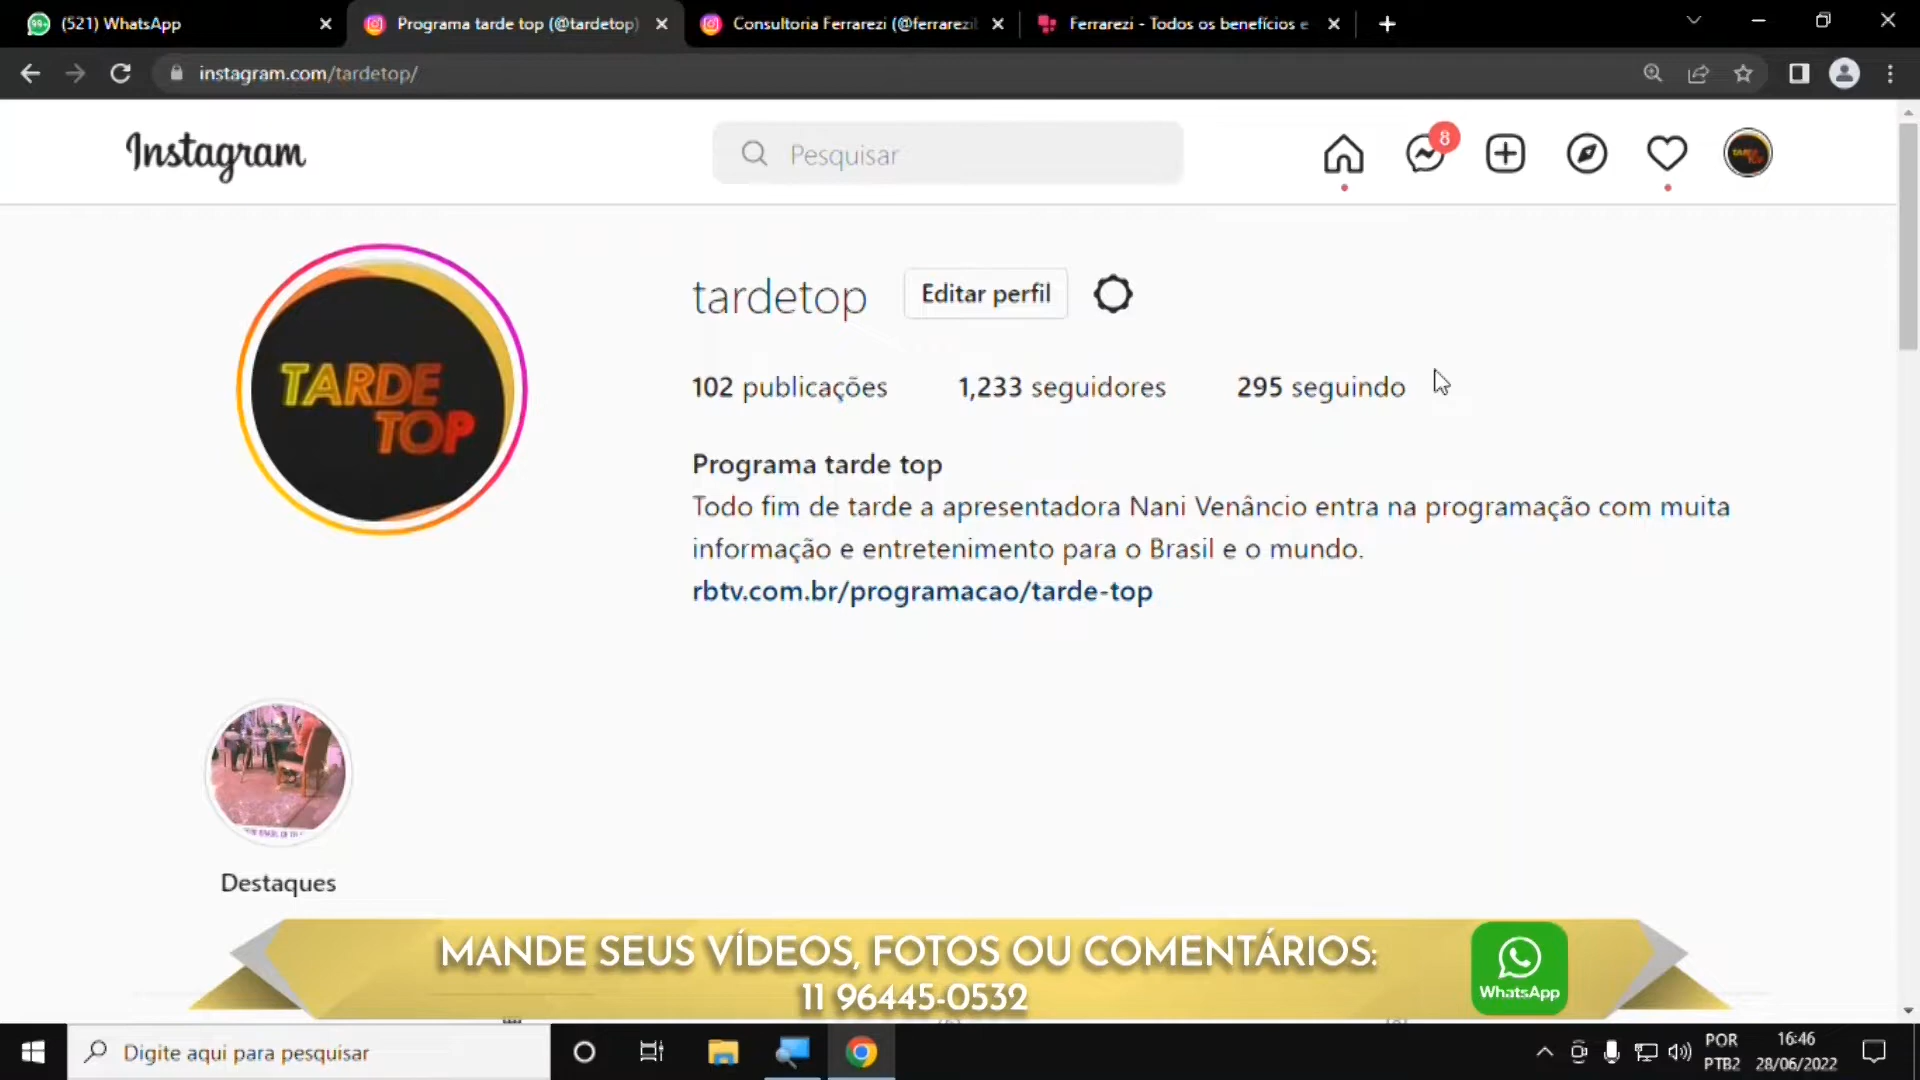 (521) WhatsApp
Programa tarde top (@tardetop)
Consultoria Ferrarezi (@ferrarezi
Ferrarezi - Todos os benefícios e
instagram.com/tardetop/
Instagram
Pesquisar
8
tardetop
Editar perfil
102 publicações
1,233 seguidores
295 seguindo
TARDE
TOP
Programa tarde top
Todo fim de tarde a apresentadora Nani Venâncio entra na programação com muita
informação e entretenimento para o Brasil e o mundo.
rbtv.com.br/programacao/tarde-top
Destaques
MANDE SEUS VÍDEOS, FOTOS OU COMENTÁRIOS:
11 96445-0532
WhatsApp
Digite aqui para pesquisar
POR
PTB2
16:46
28/06/2022